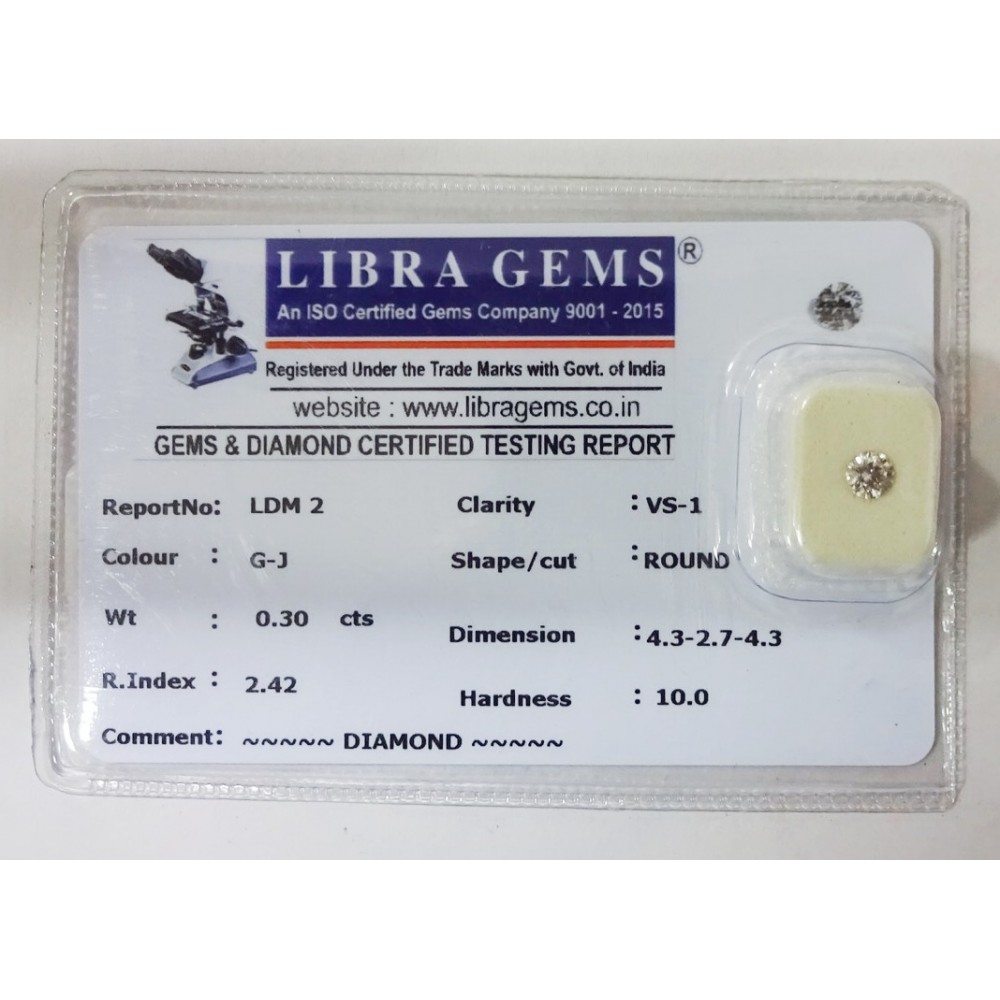 LIBRA GEMS ®
An ISO Certified Gems Company 9001 - 2015
Registered Under the Trade Marks with Govt. of India
website : www.libragems.co.in
GEMS & DIAMOND CERTIFIED TESTING REPORT
ReportNo: LDM 2 Clarity : VS-1
Colour : G-J Shape/cut : ROUND
Wt : 0.30 cts Dimension : 4.3-2.7-4.3
R.Index : 2.42 Hardness : 10.0
Comment: ~~~~~ DIAMOND ~~~~~